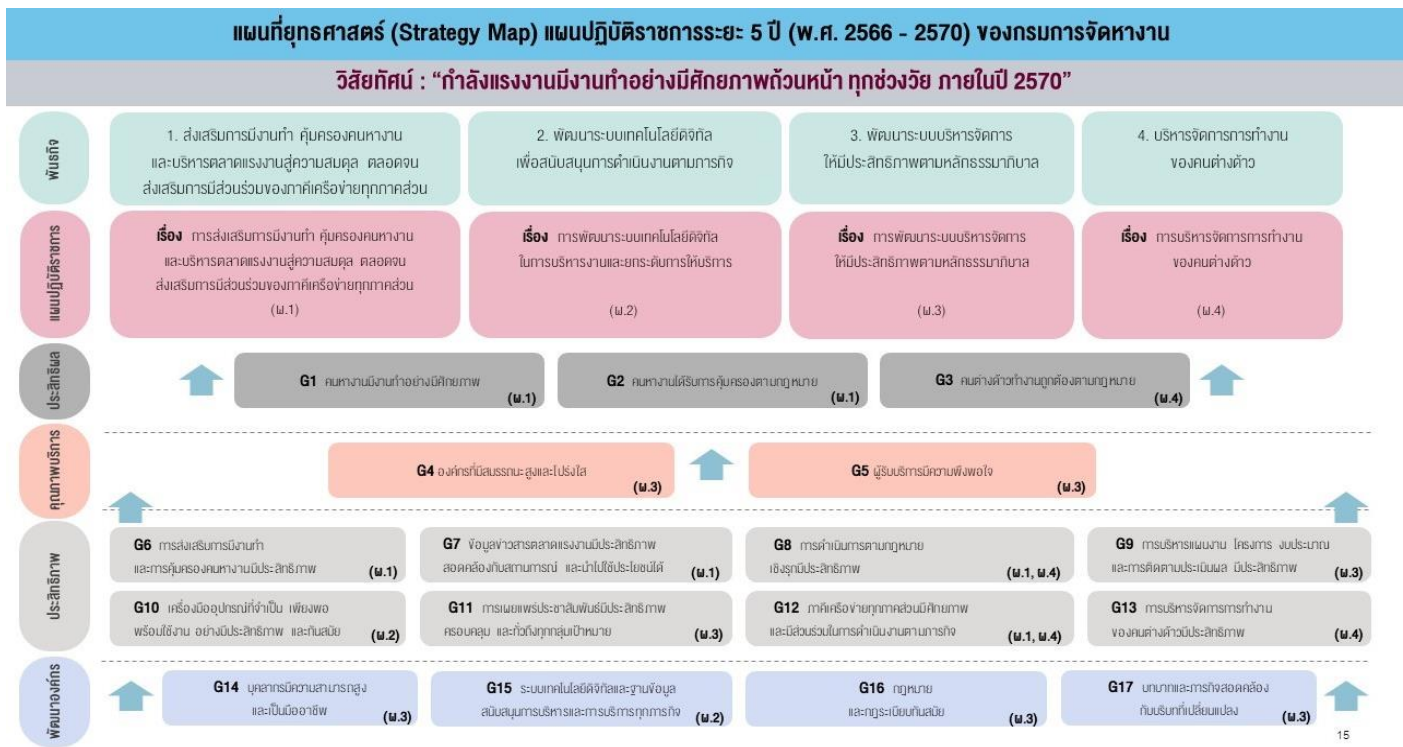 แผนที่ยุทธศาสตร์ (Strategy Map) แผนปฏิบัติราชการระยะ 5 ปี (พ.ศ. 2566 - 2570) ของกรมการจัดหางาน
วิสัยทัศน์ : “กำลังแรงงานมีงานทำอย่างมีศักยภาพถ้วนหน้า ทุกช่วงวัย ภายในปี 2570”
พันธกิจ
1. ส่งเสริมการมีงานทำ คุ้มครองคนหางาน
และบริหารตลาดแรงงานสู่ความสมดุล ตลอดจน
ส่งเสริมการมีส่วนร่วมของภาคีเครือข่ายทุกภาคส่วน
2. พัฒนาระบบเทคโนโลยีดิจิทัล
เพื่อสนับสนุนการดำเนินงานตามภารกิจ
3. พัฒนาระบบบริหารจัดการ
ให้มีประสิทธิภาพตามหลักธรรมาภิบาล
4. บริหารจัดการการทำงาน
ของคนต่างด้าว
แผนปฏิบัติราชการ
เรื่อง การส่งเสริมการมีงานทำ คุ้มครองคนหางาน
และบริหารตลาดแรงงานสู่ความสมดุล ตลอดจน
ส่งเสริมการมีส่วนร่วมของภาคีเครือข่ายทุกภาคส่วน
(ผ.1)
เรื่อง การพัฒนาระบบเทคโนโลยีดิจิทัล
ในการบริหารงานและยกระดับการให้บริการ
(ผ.2)
เรื่อง การพัฒนาระบบบริหารจัดการ
ให้มีประสิทธิภาพตามหลักธรรมาภิบาล
(ผ.3)
เรื่อง การบริหารจัดการการทำงาน
ของคนต่างด้าว
(ผ.4)
ประสิทธิผล
G1 คนหางานมีงานทำอย่างมีศักยภาพ
(ผ.1)
G2 คนหางานได้รับการคุ้มครองตามกฎหมาย
(ผ.1)
G3 คนต่างด้าวทำงานถูกต้องตามกฎหมาย
(ผ.4)
คุณภาพบริการ
G4 องค์กรที่มีสมรรถนะสูงและโปร่งใส
(ผ.3)
G5 ผู้รับบริการมีความพึงพอใจ
(ผ.3)
ประสิทธิภาพ
G6 การส่งเสริมการมีงานทำ
และการคุ้มครองคนหางานมีประสิทธิภาพ (ผ.1)
G7 ข้อมูลข่าวสารตลาดแรงงานมีประสิทธิภาพ
สอดคล้องกับสถานการณ์ และนำไปใช้ประโยชน์ได้ (ผ.1)
G8 การดำเนินการตามกฎหมาย
เชิงรุกมีประสิทธิภาพ (ผ.1, ผ.4)
G9 การบริหารแผนงาน โครงการ งบประมาณ
และการติดตามประเมินผล มีประสิทธิภาพ (ผ.3)
G10 เครื่องมืออุปกรณ์ที่จำเป็น เพียงพอ
พร้อมใช้งาน อย่างมีประสิทธิภาพ และทันสมัย (ผ.2)
G11 การเผยแพร่ประชาสัมพันธ์มีประสิทธิภาพ
ครอบคลุม และทั่วถึงทุกกลุ่มเป้าหมาย (ผ.3)
G12 ภาคีเครือข่ายทุกภาคส่วนมีศักยภาพ
และมีส่วนร่วมในการดำเนินงานตามภารกิจ (ผ.1, ผ.4)
G13 การบริหารจัดการการทำงาน
ของคนต่างด้าวมีประสิทธิภาพ (ผ.4)
พัฒนาองค์กร
G14 บุคลากรมีความสามารถสูง
และเป็นมืออาชีพ (ผ.3)
G15 ระบบเทคโนโลยีดิจิทัลและฐานข้อมูล
สนับสนุนการบริหารและการบริการทุกภารกิจ (ผ.2)
G16 กฎหมาย
และกฎระเบียบทันสมัย (ผ.3)
G17 บทบาทและภารกิจสอดคล้อง
กับบริบทที่เปลี่ยนแปลง (ผ.3)
15